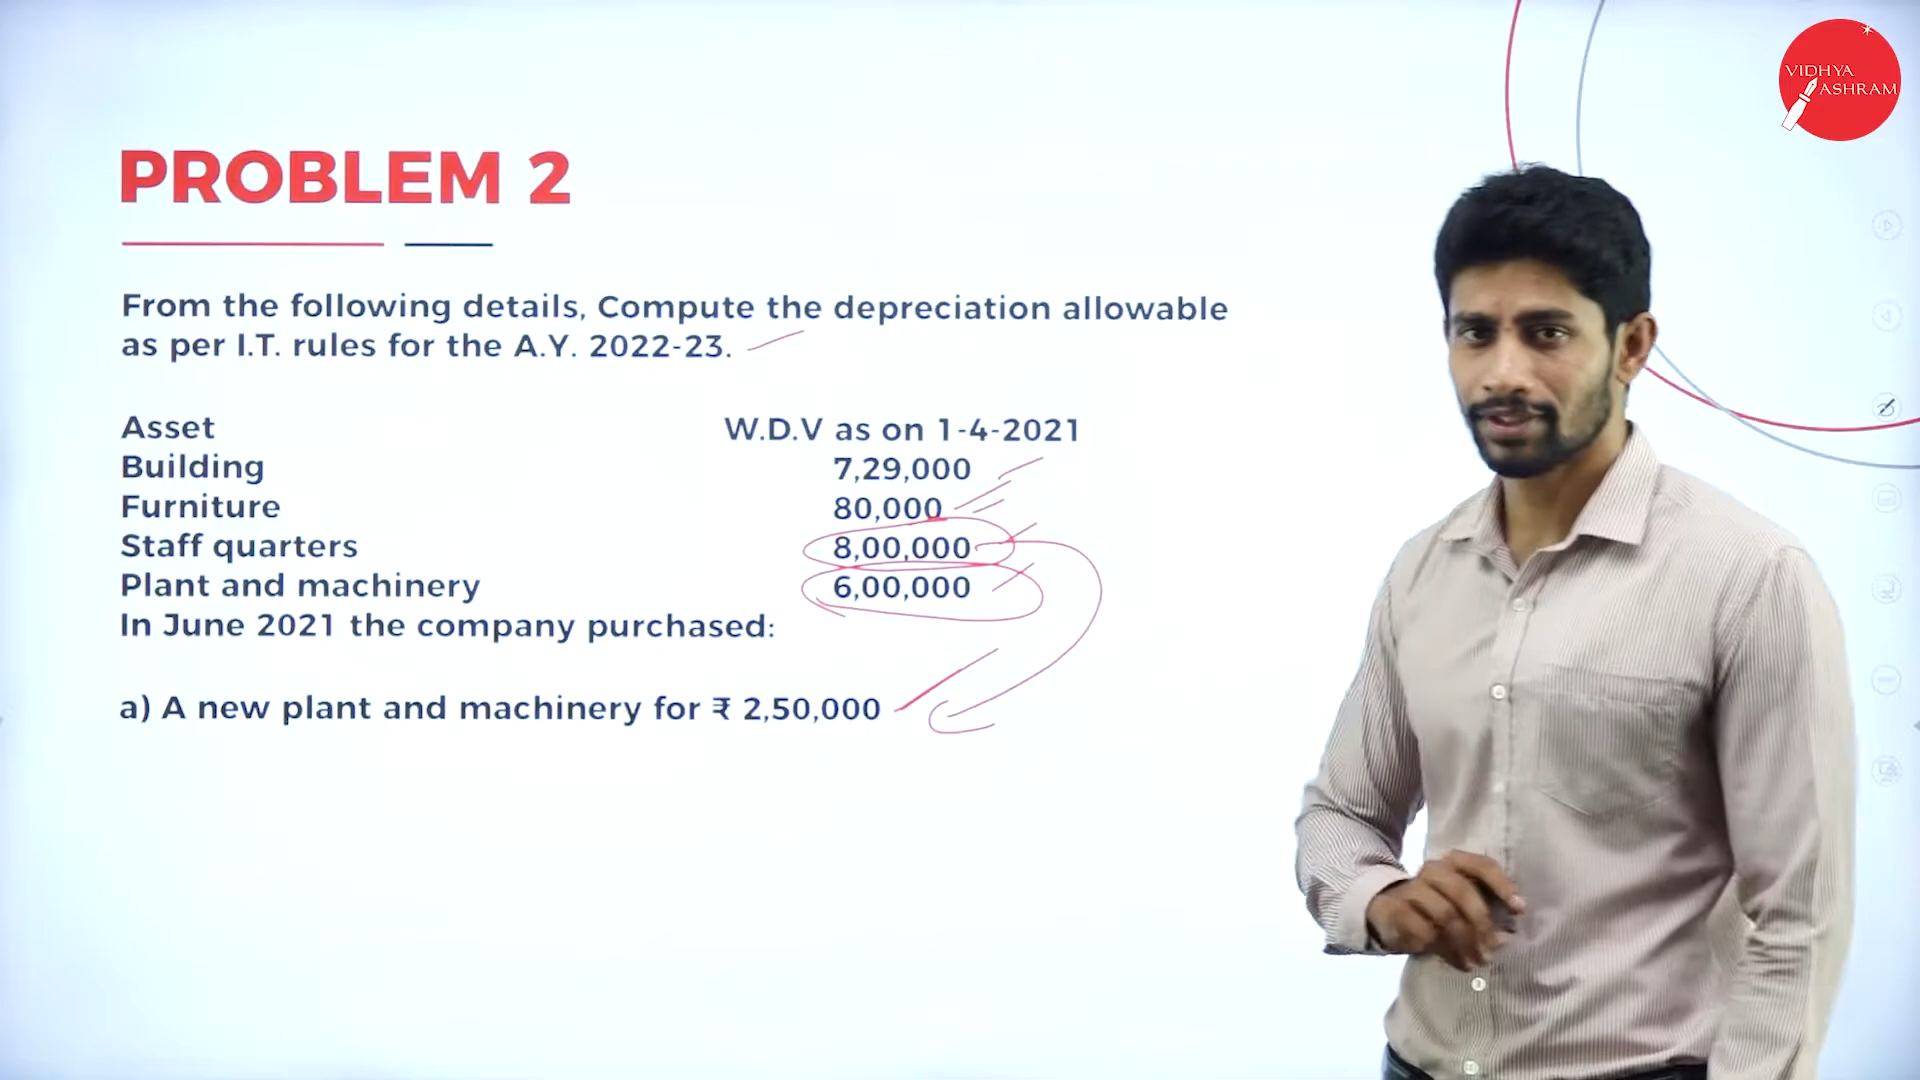 VIDHYA
ASHRAM
PROBLEM 2
From the following details, Compute the depreciation allowable
as per I.T. rules for the A.Y. 2022-23.
Asset W.D.V as on 1-4-2021
Building 7,29,000
Furniture 80,000
Staff quarters 8,00,000
Plant and machinery 6,00,000
In June 2021 the company purchased:
a) A new plant and machinery for ₹ 2,50,000